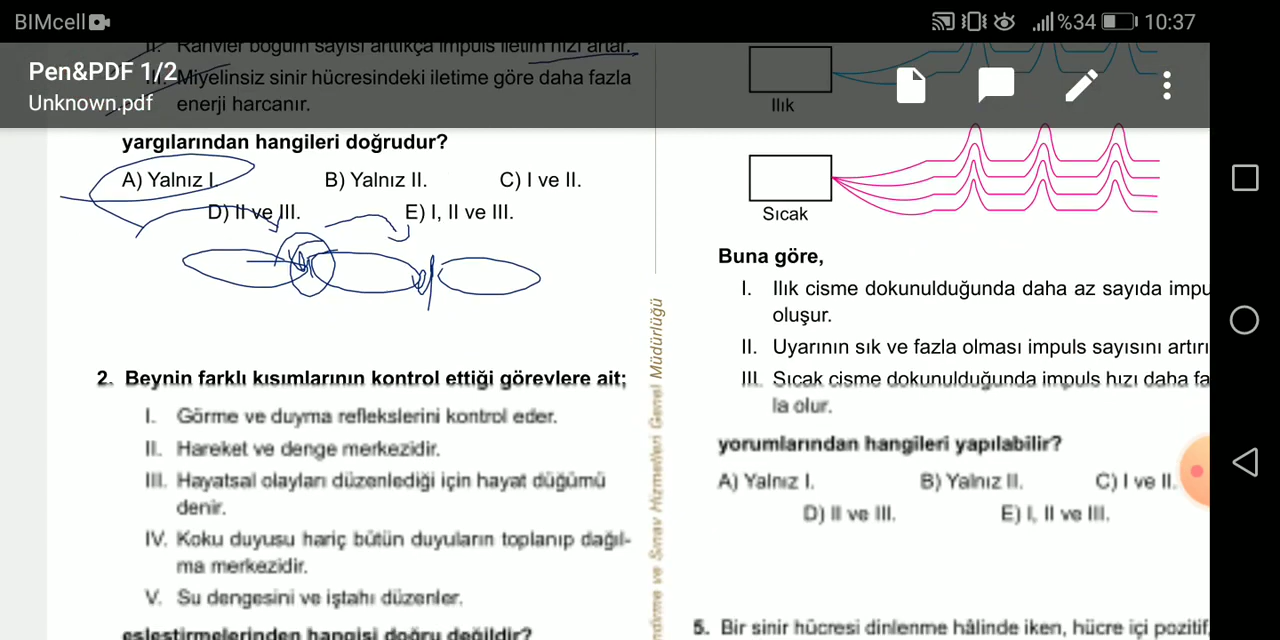 BIMcell
%34 10:37
Pen&PDF 1/2
Unknown.pdf
II. Ranvier boğum sayısı arttıkça impuls iletim hızı artar.
III. Miyelinsiz sinir hücresindeki iletime göre daha fazla
enerji harcanır.
yargılarından hangileri doğrudur?
A) Yalnız I.
B) Yalnız II.
C) I ve II.
D) II ve III.
E) I, II ve III.
2. Beynin farklı kısımlarının kontrol ettiği görevlere ait;
I. Görme ve duyma reflekslerini kontrol eder.
II. Hareket ve denge merkezidir.
III. Hayatsal olayları düzenlediği için hayat düğümü
denir.
IV. Koku duyusu hariç bütün duyuların toplanıp dağıl-
ma merkezidir.
V. Su dengesini ve iştahı düzenler.
eşleştirmelerinden hangisi doğru değildir?
ve Sınav Hizmetleri Genel Müdürlüğü
Ilık
Sıcak
Buna göre,
I. Ilık cisme dokunulduğunda daha az sayıda impu
oluşur.
II. Uyarının sık ve fazla olması impuls sayısını artırı
III. Sıcak cisme dokunulduğunda impuls hızı daha fa
la olur.
yorumlarından hangileri yapılabilir?
A) Yalnız I.
B) Yalnız II.
C) I ve II.
D) II ve III.
E) I, II ve III.
5. Bir sinir hücresi dinlenme hâlinde iken, hücre içi pozitif